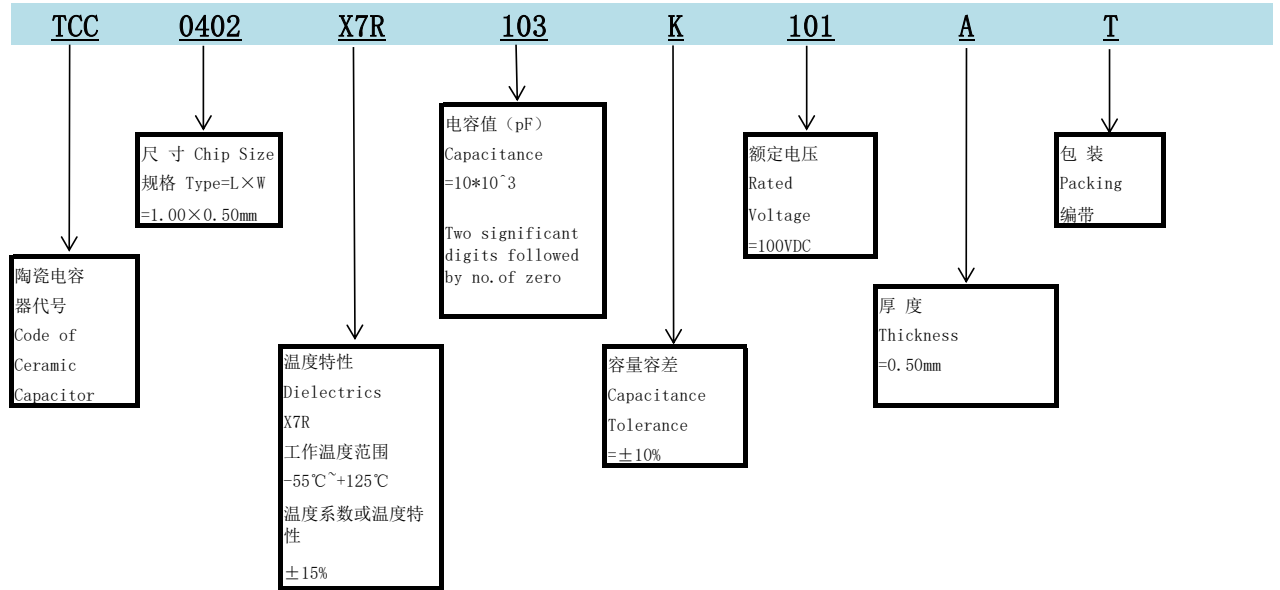 TCC 0402 X7R 103 K 101 A T
陶瓷电容
器代号
Code of
Ceramic
Capacitor
尺 寸 Chip Size
规格 Type=L×W
=1.00×0.50mm
温度特性
Dielectrics
X7R
工作温度范围
-55℃~+125℃
温度系数或温度特
性
±15%
电容值（pF）
Capacitance
=10*10^3
Two significant
digits followed
by no.of zero
容量容差
Capacitance
Tolerance
=±10%
额定电压
Rated
Voltage
=100VDC
厚 度
Thickness
=0.50mm
包 装
Packing
编带